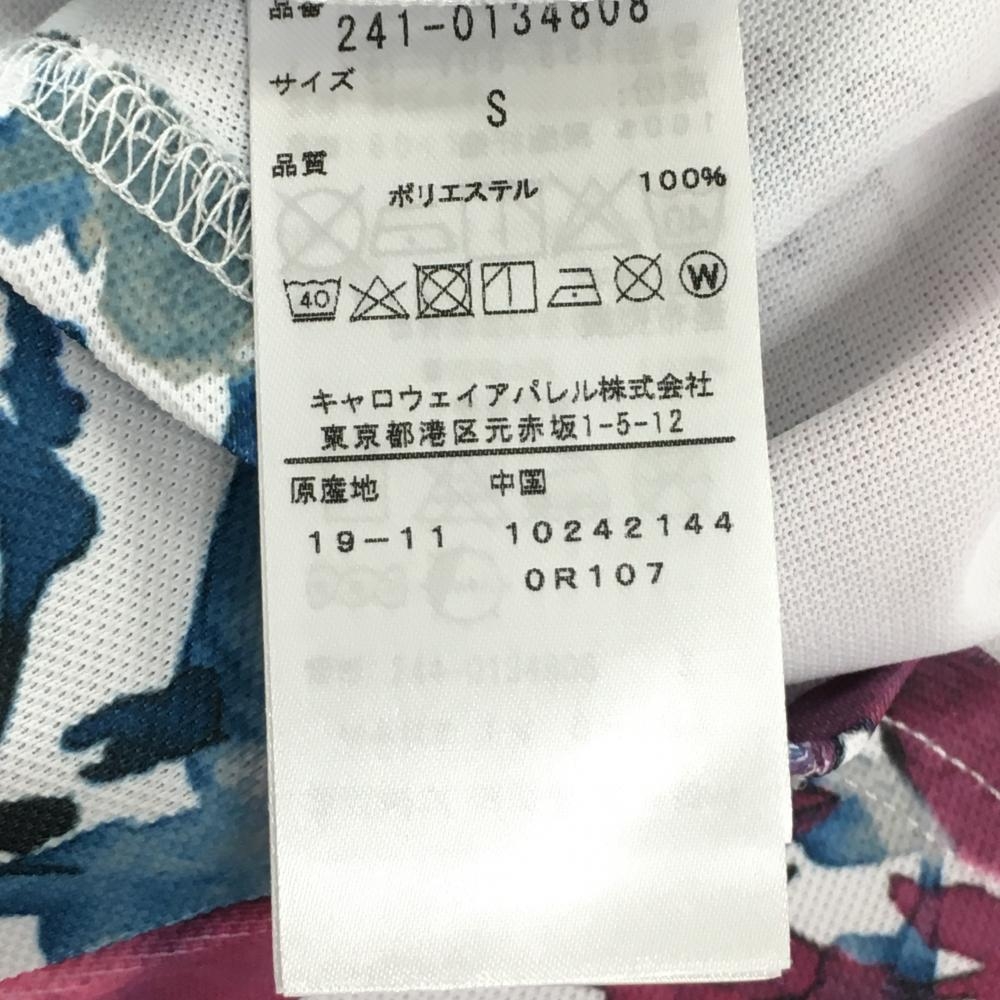 品番
241-0134808
サイズ
S
品質
ポリエステル 100%
40
W
キャロウェイアパレル株式会社
東京都港区元赤坂1-5-12
原産地 中国
19-11 10242144
0R107